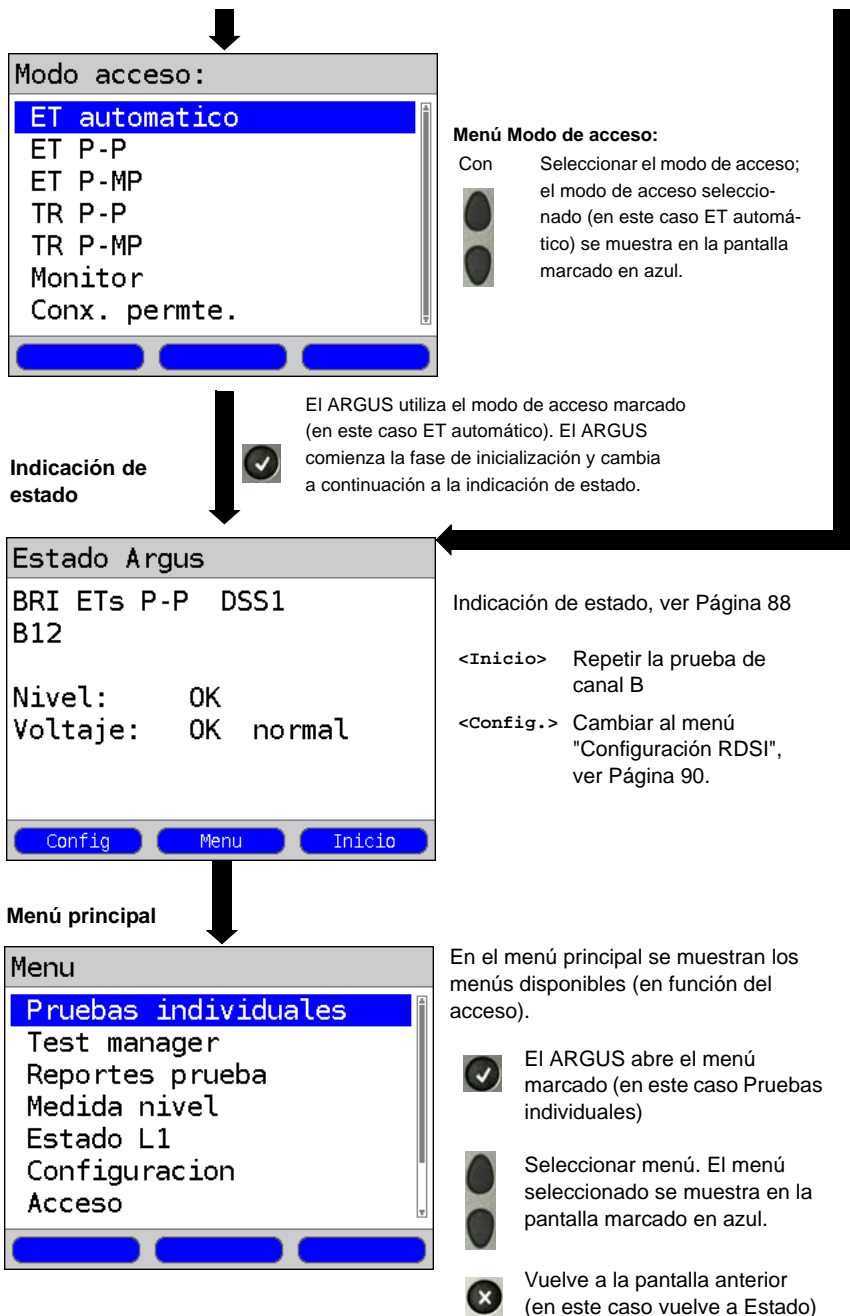 Modo acceso:
ET automatico
ET P-P
ET P-MP
TR P-P
TR P-MP
Monitor
Conx. permte.
Menú Modo de acceso:
Con Seleccionar el modo de acceso;
el modo de acceso seleccio-
nado (en este caso ET automá-
tico) se muestra en la pantalla
marcado en azul.
El ARGUS utiliza el modo de acceso marcado
(en este caso ET automático). El ARGUS
comienza la fase de inicialización y cambia
a continuación a la indicación de estado.
Indicación de
estado
Estado Argus
BRI ETs P-P DSS1
B12
Nivel: OK
Voltaje: OK normal
Config Menu Inicio
Indicación de estado, ver Página 88
<Inicio> Repetir la prueba de
canal B
<Config.> Cambiar al menú
"Configuración RDSI",
ver Página 90.
Menú principal
Menu
Pruebas individuales
Test manager
Reportes prueba
Medida nivel
Estado L1
Configuracion
Acceso
En el menú principal se muestran los
menús disponibles (en función del
acceso).
El ARGUS abre el menú
marcado (en este caso Pruebas
individuales)
Seleccionar menú. El menú
seleccionado se muestra en la
pantalla marcado en azul.
Vuelve a la pantalla anterior
(en este caso vuelve a Estado)